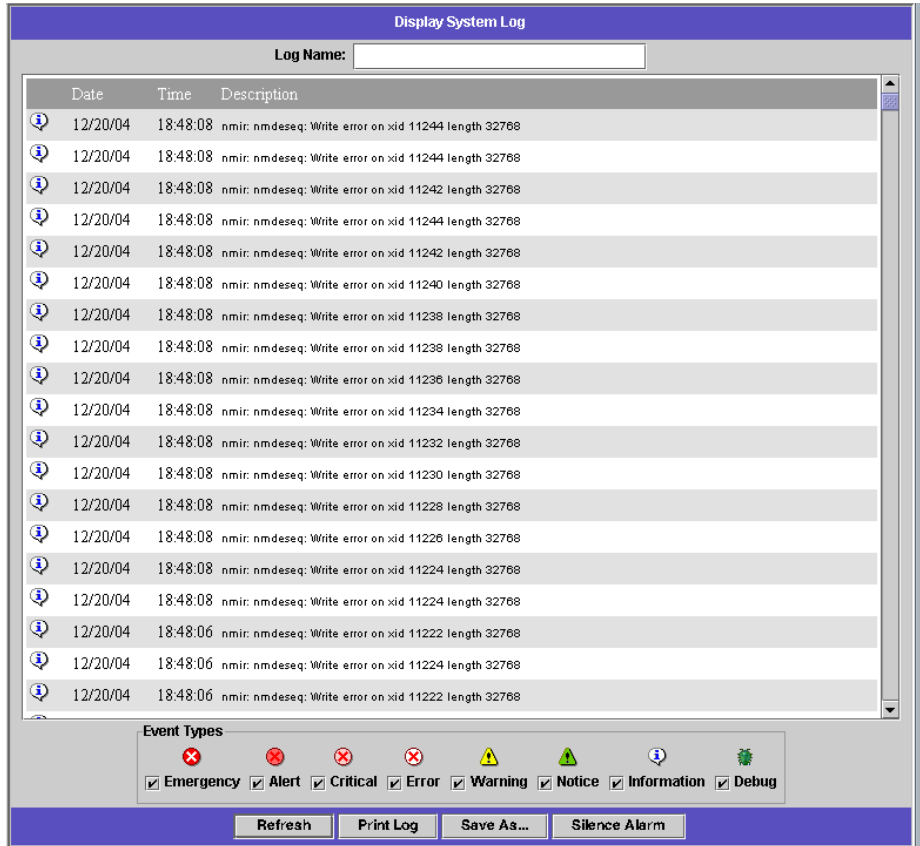 Display System Log
Log Name:
Date Time Description
12/20/04 18:48:08 nmir: nmdeseq: Write error on xid 11244 length 32768
12/20/04 18:48:08 nmir: nmdeseq: Write error on xid 11244 length 32768
12/20/04 18:48:08 nmir: nmdeseq: Write error on xid 11242 length 32768
12/20/04 18:48:08 nmir: nmdeseq: Write error on xid 11244 length 32768
12/20/04 18:48:08 nmir: nmdeseq: Write error on xid 11242 length 32768
12/20/04 18:48:08 nmir: nmdeseq: Write error on xid 11240 length 32768
12/20/04 18:48:08 nmir: nmdeseq: Write error on xid 11238 length 32768
12/20/04 18:48:08 nmir: nmdeseq: Write error on xid 11238 length 32768
12/20/04 18:48:08 nmir: nmdeseq: Write error on xid 11236 length 32768
12/20/04 18:48:08 nmir: nmdeseq: Write error on xid 11234 length 32768
12/20/04 18:48:08 nmir: nmdeseq: Write error on xid 11232 length 32768
12/20/04 18:48:08 nmir: nmdeseq: Write error on xid 11230 length 32768
12/20/04 18:48:08 nmir: nmdeseq: Write error on xid 11228 length 32768
12/20/04 18:48:08 nmir: nmdeseq: Write error on xid 11226 length 32768
12/20/04 18:48:08 nmir: nmdeseq: Write error on xid 11224 length 32768
12/20/04 18:48:08 nmir: nmdeseq: Write error on xid 11224 length 32768
12/20/04 18:48:06 nmir: nmdeseq: Write error on xid 11222 length 32768
12/20/04 18:48:06 nmir: nmdeseq: Write error on xid 11224 length 32768
12/20/04 18:48:06 nmir: nmdeseq: Write error on xid 11222 length 32768
Event Types
Emergency Alert Critical Error Warning Notice Information Debug
Refresh Print Log Save As... Silence Alarm